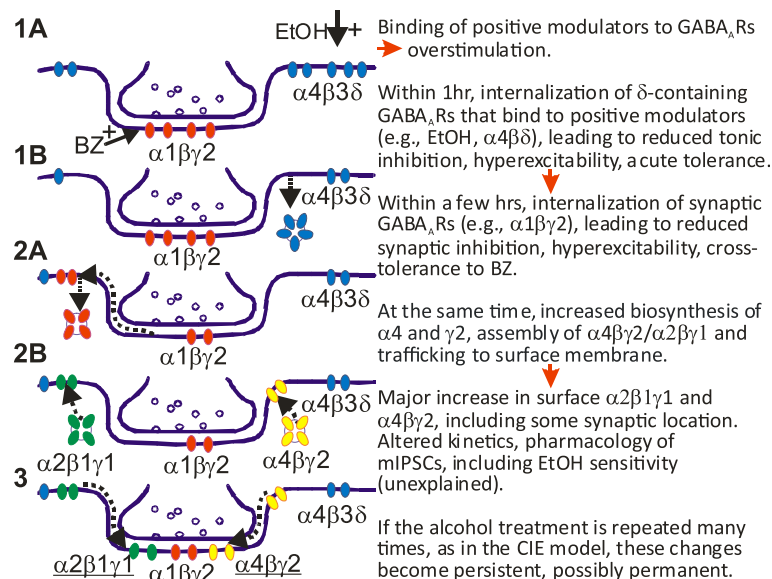 1A
EtOH +
α4β3δ
BZ +
α1βγ2
1B
α4β3δ
α1βγ2
2A
α4β3δ
α1βγ2
2B
α4β3δ
α2β1γ1
α1βγ2
α4βγ2
3
α4β3δ
α2β1γ1
α1βγ2
α4βγ2
Binding of positive modulators to GABA_ARs
overstimulation.
Within 1hr, internalization of δ-containing
GABA_ARs that bind to positive modulators
(e.g., EtOH, α4βδ), leading to reduced tonic
inhibition, hyperexcitability, acute tolerance.
Within a few hrs, internalization of synaptic
GABA_ARs (e.g., α1βγ2), leading to reduced
synaptic inhibition, hyperexcitability, cross-
tolerance to BZ.
At the same time, increased biosynthesis of
α4 and γ2, assembly of α4βγ2/α2βγ1 and
trafficking to surface membrane.
Major increase in surface α2β1γ1 and
α4βγ2, including some synaptic location.
Altered kinetics, pharmacology of
mIPSCs, including EtOH sensitivity
(unexplained).
If the alcohol treatment is repeated many
times, as in the CIE model, these changes
become persistent, possibly permanent.